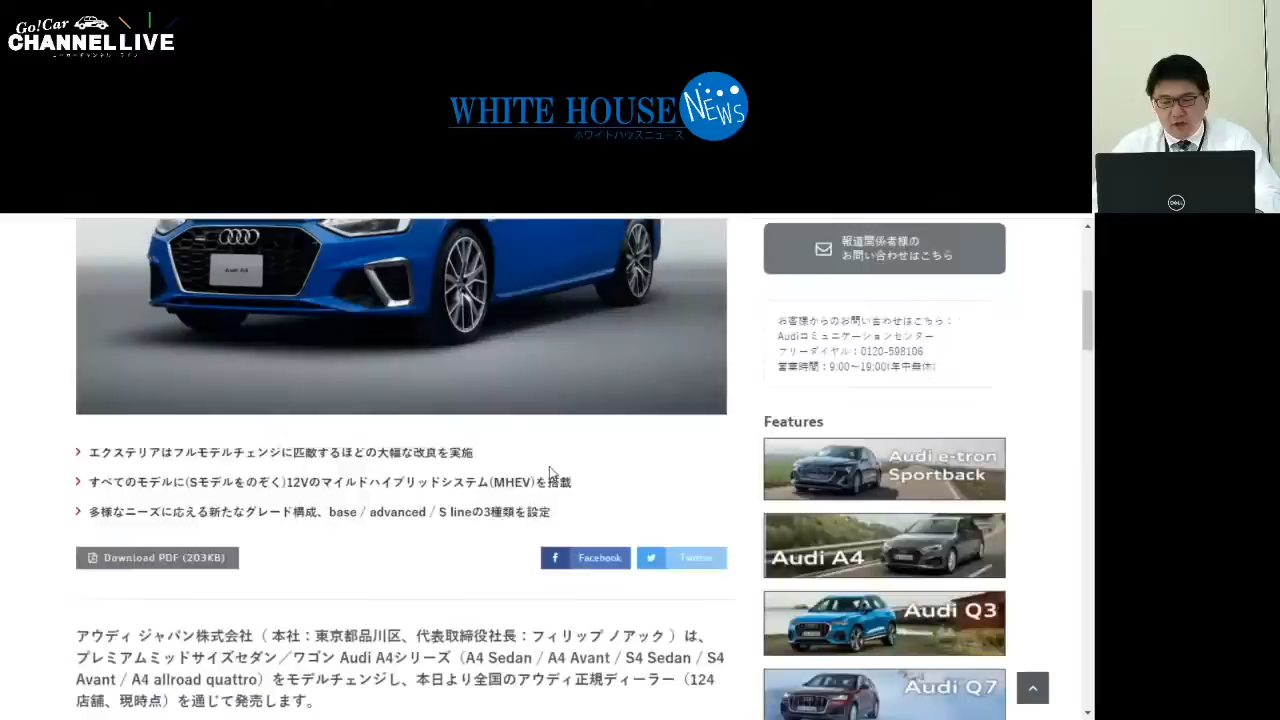 Go!Car
CHANNELLIVE
ゴーカーチャンネル ライブ
WHITE HOUSE NEWS
ホワイトハウスニュース
DELL
Audi A4
報道関係者様の
お問い合わせはこちら
お客様からのお問い合わせはこちら：
Audiコミュニケーションセンター
フリーダイヤル：0120-598106
営業時間：9:00～19:00(年中無休)
Features
Audi e-tron
Sportback
Audi A4
Audi Q3
Audi Q7
エクステリアはフルモデルチェンジに匹敵するほどの大幅な改良を実施
すべてのモデルに(Sモデルをのぞく)12Vのマイルドハイブリッドシステム(MHEV)を搭載
多様なニーズに応える新たなグレード構成、base / advanced / S lineの3種類を設定
Download PDF (203KB)
Facebook
Twitter
アウディ ジャパン株式会社（ 本社：東京都品川区、代表取締役社長：フィリップ ノアック ）は、
プレミアムミッドサイズセダン／ワゴン Audi A4シリーズ（A4 Sedan / A4 Avant / S4 Sedan / S4
Avant / A4 allroad quattro）をモデルチェンジし、本日より全国のアウディ正規ディーラー（124
店舗、現時点）を通じて発売します。